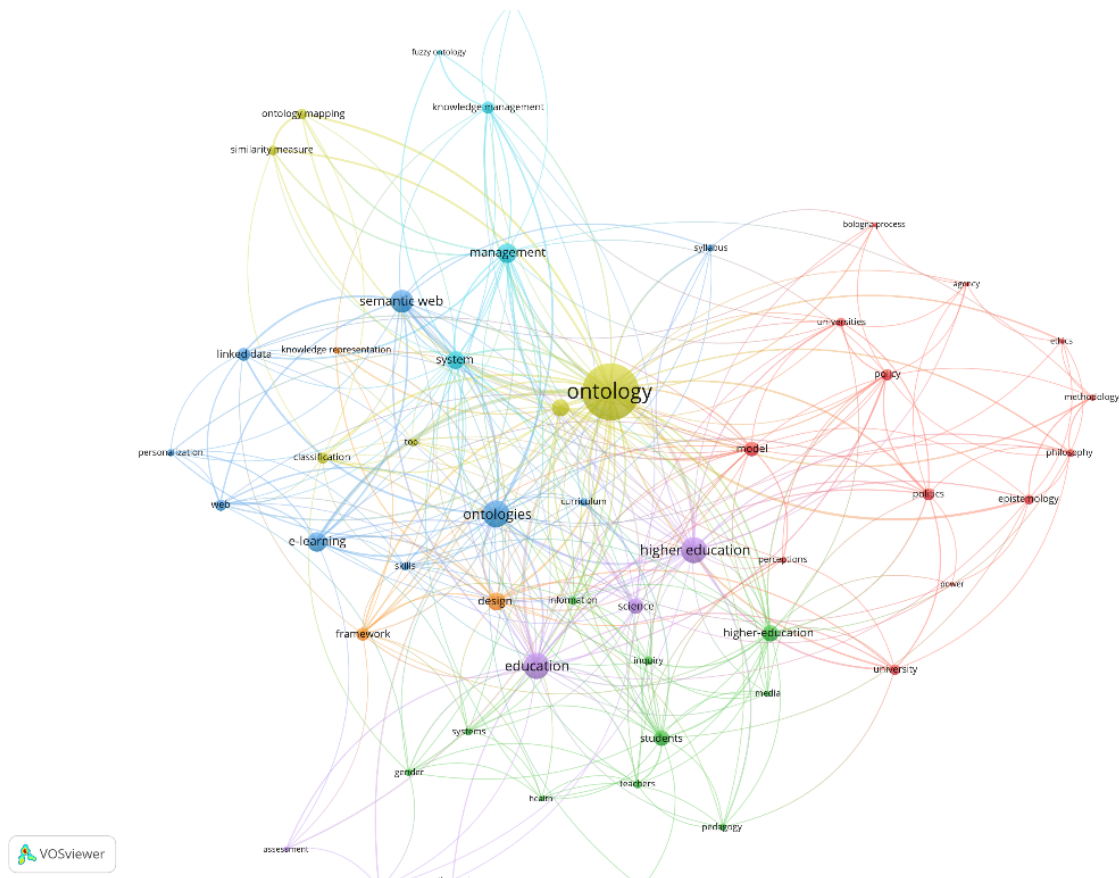 fuzzy ontology
knowledge management
ontology mapping
similarity measure
bologna process
syllabus
management
agency
semantic web
universities
ethics
linked data
knowledge representation
system
policy
ontology
methodology
top
model
personalization
classification
philosophy
web
ontologies
curriculum
politics
epistemology
e-learning
higher education
skills
perceptions
power
design
information
science
framework
higher-education
education
inquiry
university
media
systems
students
gender
teachers
health
pedagogy
assessment
VOSviewer